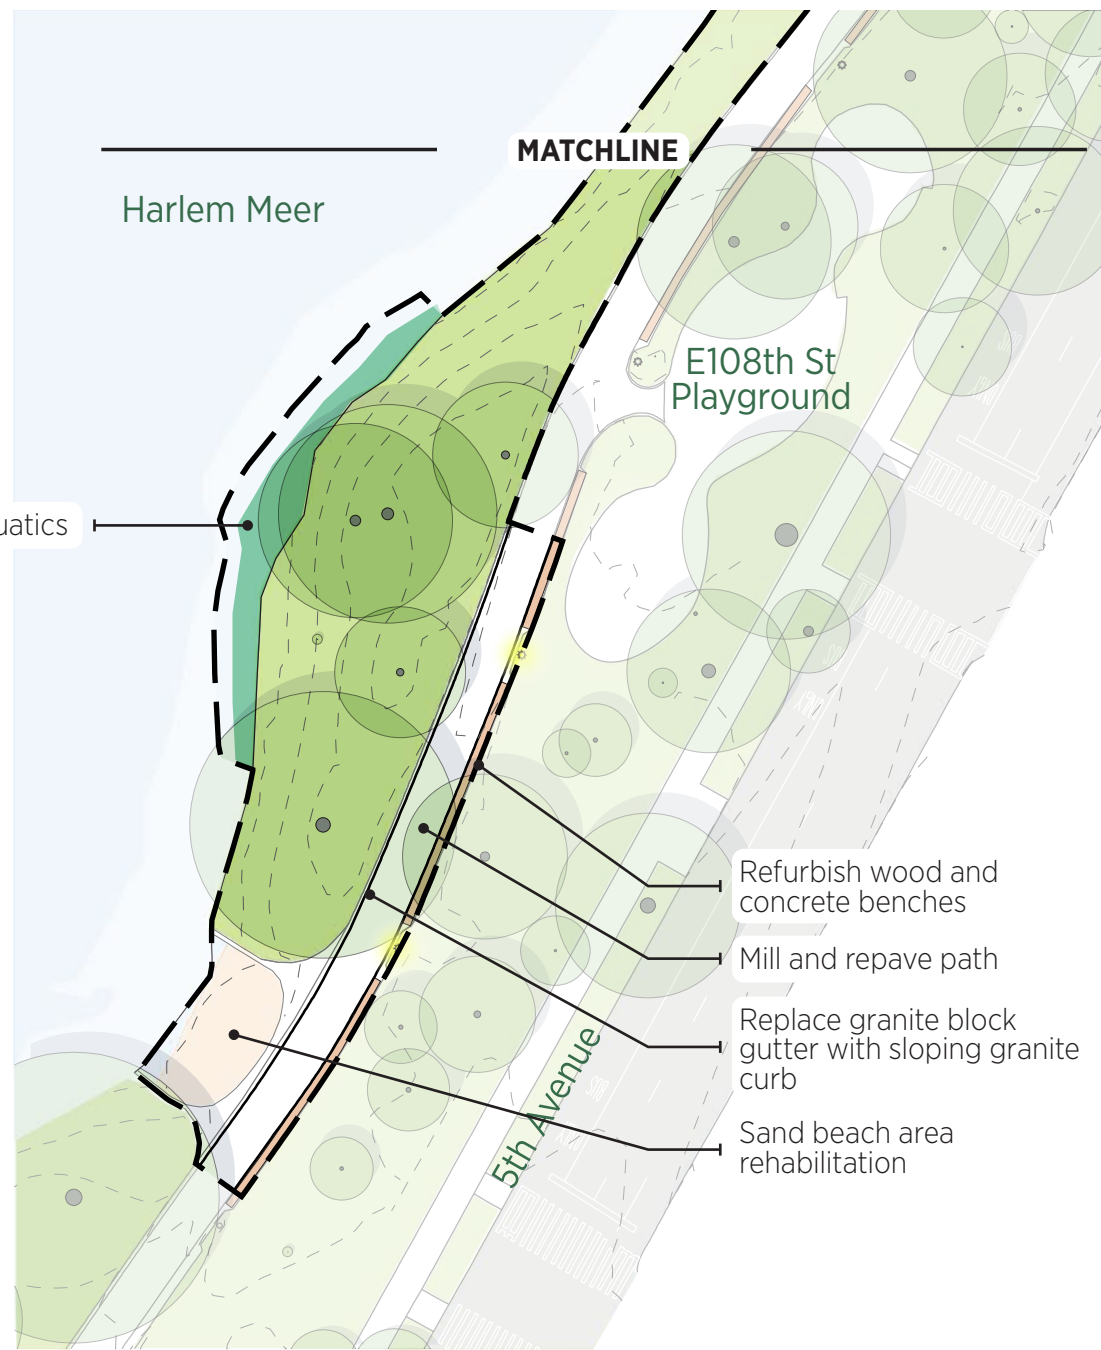 MATCHLINE
Harlem Meer
E108th St
Playground
uatics
Refurbish wood and
concrete benches
Mill and repave path
Replace granite block
gutter with sloping granite
curb
Sand beach area
rehabilitation
5th Avenue
BUS